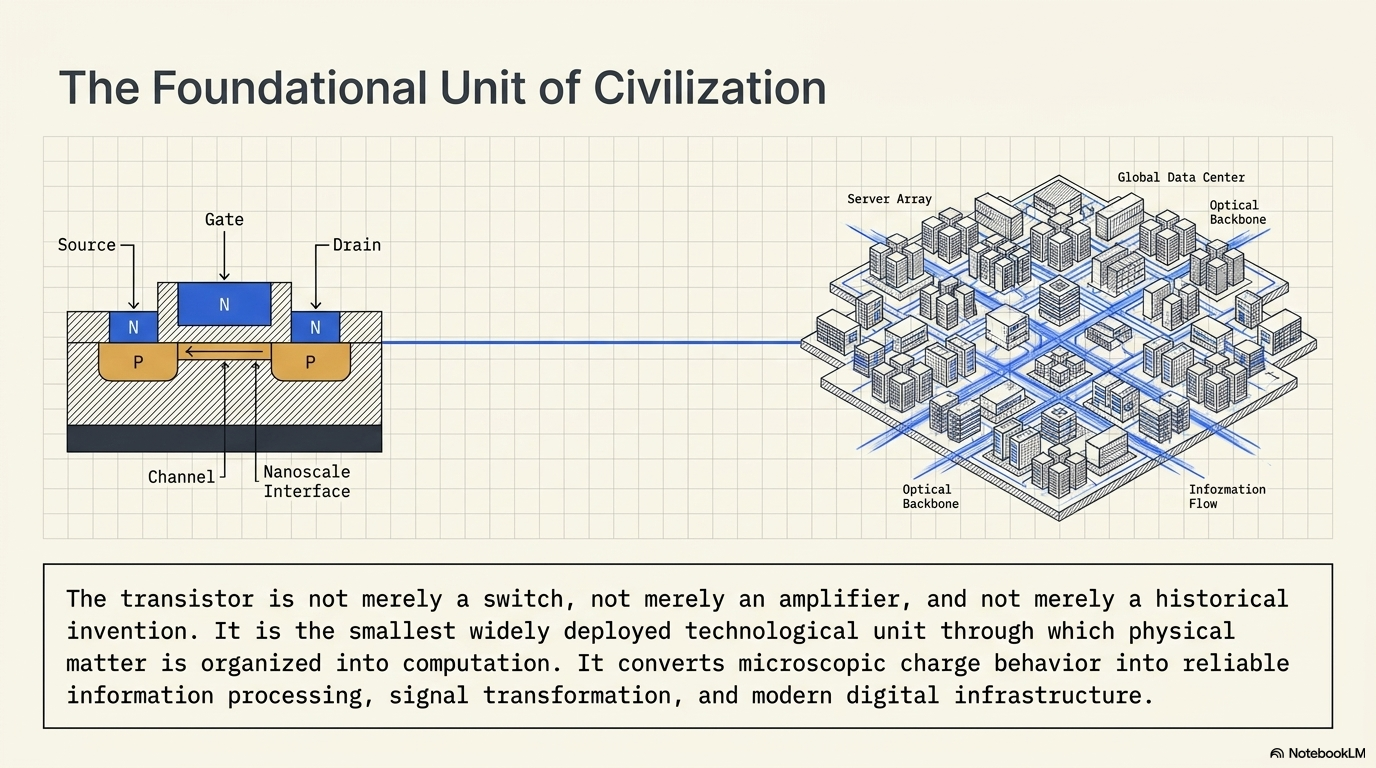 The Foundational Unit of Civilization
Gate
Source
Drain
N
N
N
P
P
Channel
Nanoscale
Interface
Global Data Center
Server Array
Optical
Backbone
Optical
Backbone
Information
Flow
The transistor is not merely a switch, not merely an amplifier, and not merely a historical
invention. It is the smallest widely deployed technological unit through which physical
matter is organized into computation. It converts microscopic charge behavior into reliable
information processing, signal transformation, and modern digital infrastructure.
NotebookLM